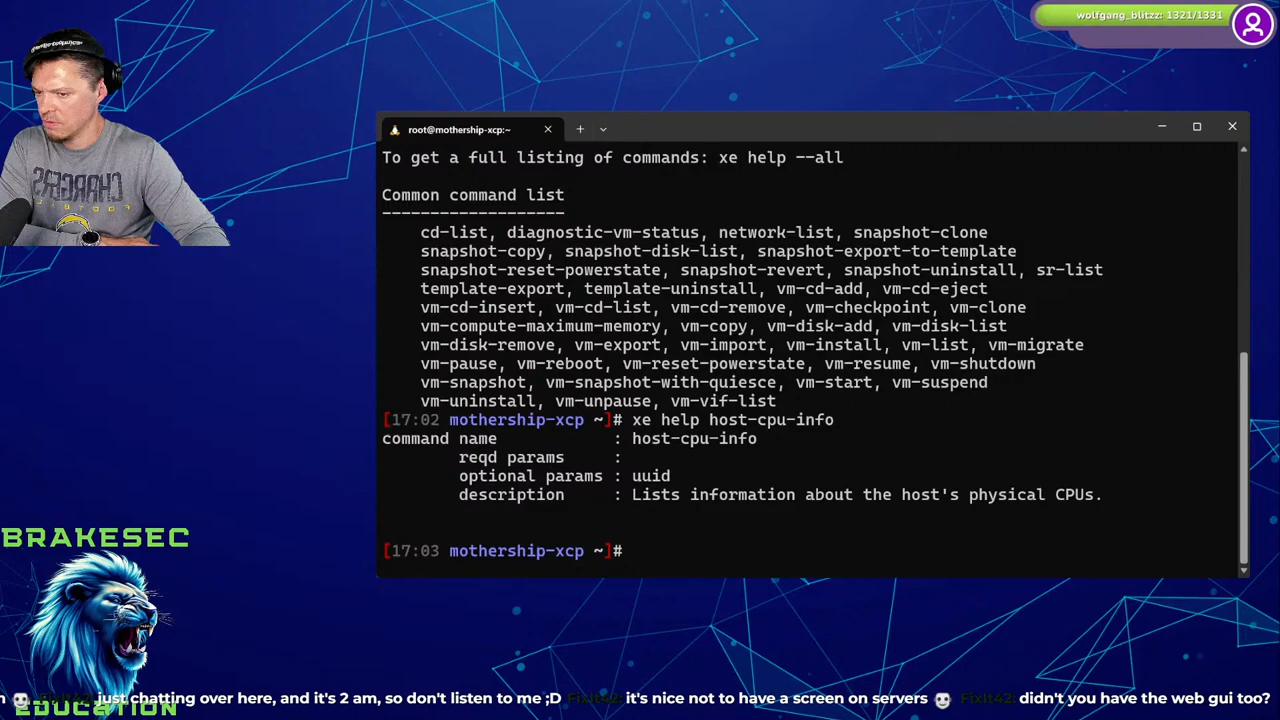 wolfgang_blitzz: 1321/1331
root@mothership-xcp:~
To get a full listing of commands: xe help --all
Common command list
-------------------
cd-list, diagnostic-vm-status, network-list, snapshot-clone
snapshot-copy, snapshot-disk-list, snapshot-export-to-template
snapshot-reset-powerstate, snapshot-revert, snapshot-uninstall, sr-list
template-export, template-uninstall, vm-cd-add, vm-cd-eject
vm-cd-insert, vm-cd-list, vm-cd-remove, vm-checkpoint, vm-clone
vm-compute-maximum-memory, vm-copy, vm-disk-add, vm-disk-list
vm-disk-remove, vm-export, vm-import, vm-install, vm-list, vm-migrate
vm-pause, vm-reboot, vm-reset-powerstate, vm-resume, vm-shutdown
vm-snapshot, vm-snapshot-with-quiesce, vm-start, vm-suspend
vm-uninstall, vm-unpause, vm-vif-list
[17:02 mothership-xcp ~]# xe help host-cpu-info
command name : host-cpu-info
reqd params :
optional params : uuid
description : Lists information about the host's physical CPUs.
[17:03 mothership-xcp ~]#
CHARGERS
BRAKESEC
EDUCATION
FixIt42: just chatting over here, and it's 2 am, so don't listen to me ;D FixIt42: it's nice not to have a screen on servers FixIt42: didn't you have the web gui too?